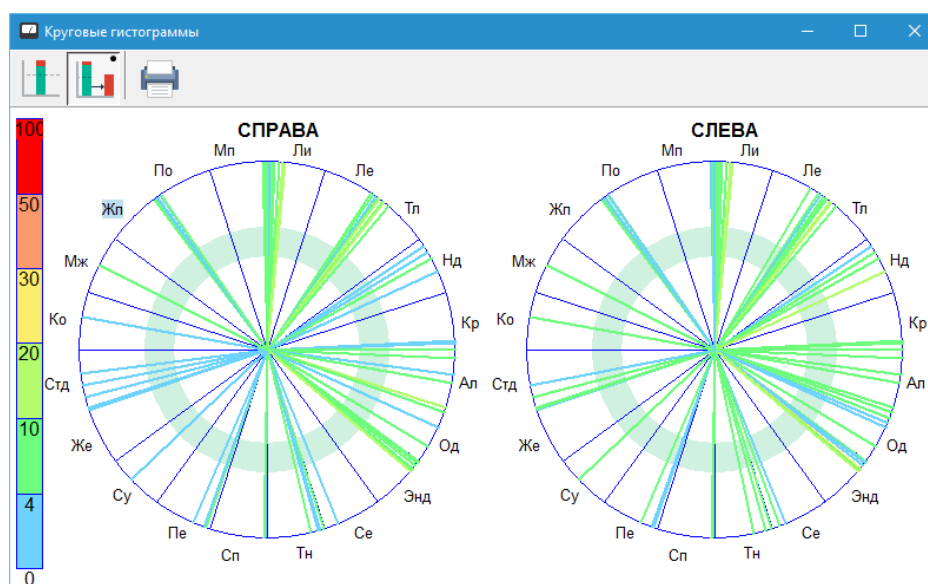 Круговые гистограммы
100
50
30
20
10
4
0
СПРАВА
Мп
Ли
По
Ле
Жп
Тл
Мж
Нд
Ко
Кр
Стд
Ал
Же
Од
Су
Энд
Пе
Се
Сп
Тн
СЛЕВА
Мп
Ли
По
Ле
Жп
Тл
Мж
Нд
Ко
Кр
Стд
Ал
Же
Од
Су
Энд
Пе
Се
Сп
Тн